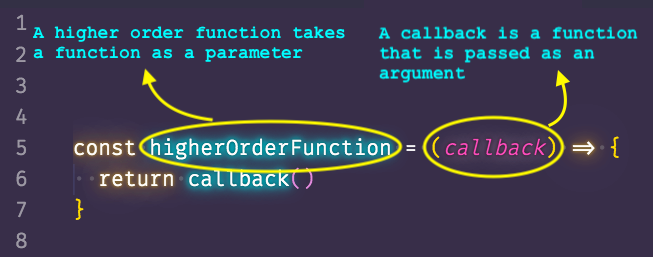 1
A higher order function takes
a function as a parameter
A callback is a function
that is passed as an
argument
2
3
4
5 const higherOrderFunction = (callback) => {
6 return callback()
7 }
8